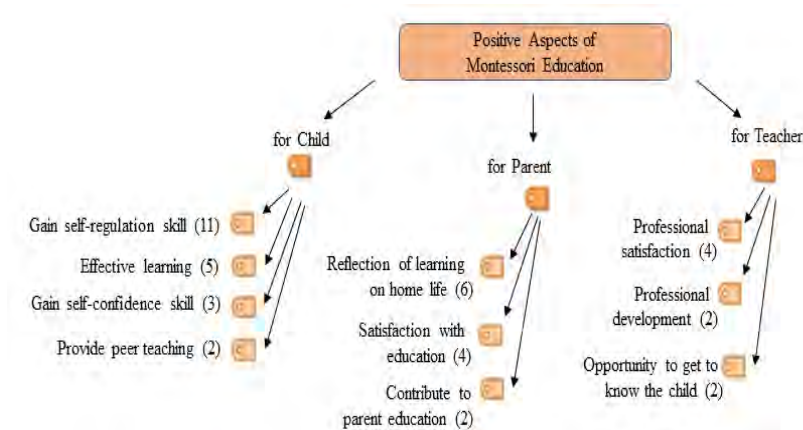 Positive Aspects of
Montessori Education
for Child
Gain self-regulation skill (11)
Effective learning (5)
Gain self-confidence skill (3)
Provide peer teaching (2)
for Parent
Reflection of learning
on home life (6)
Satisfaction with
education (4)
Contribute to
parent education (2)
for Teacher
Professional
satisfaction (4)
Professional
development (2)
Opportunity to get to
know the child (2)